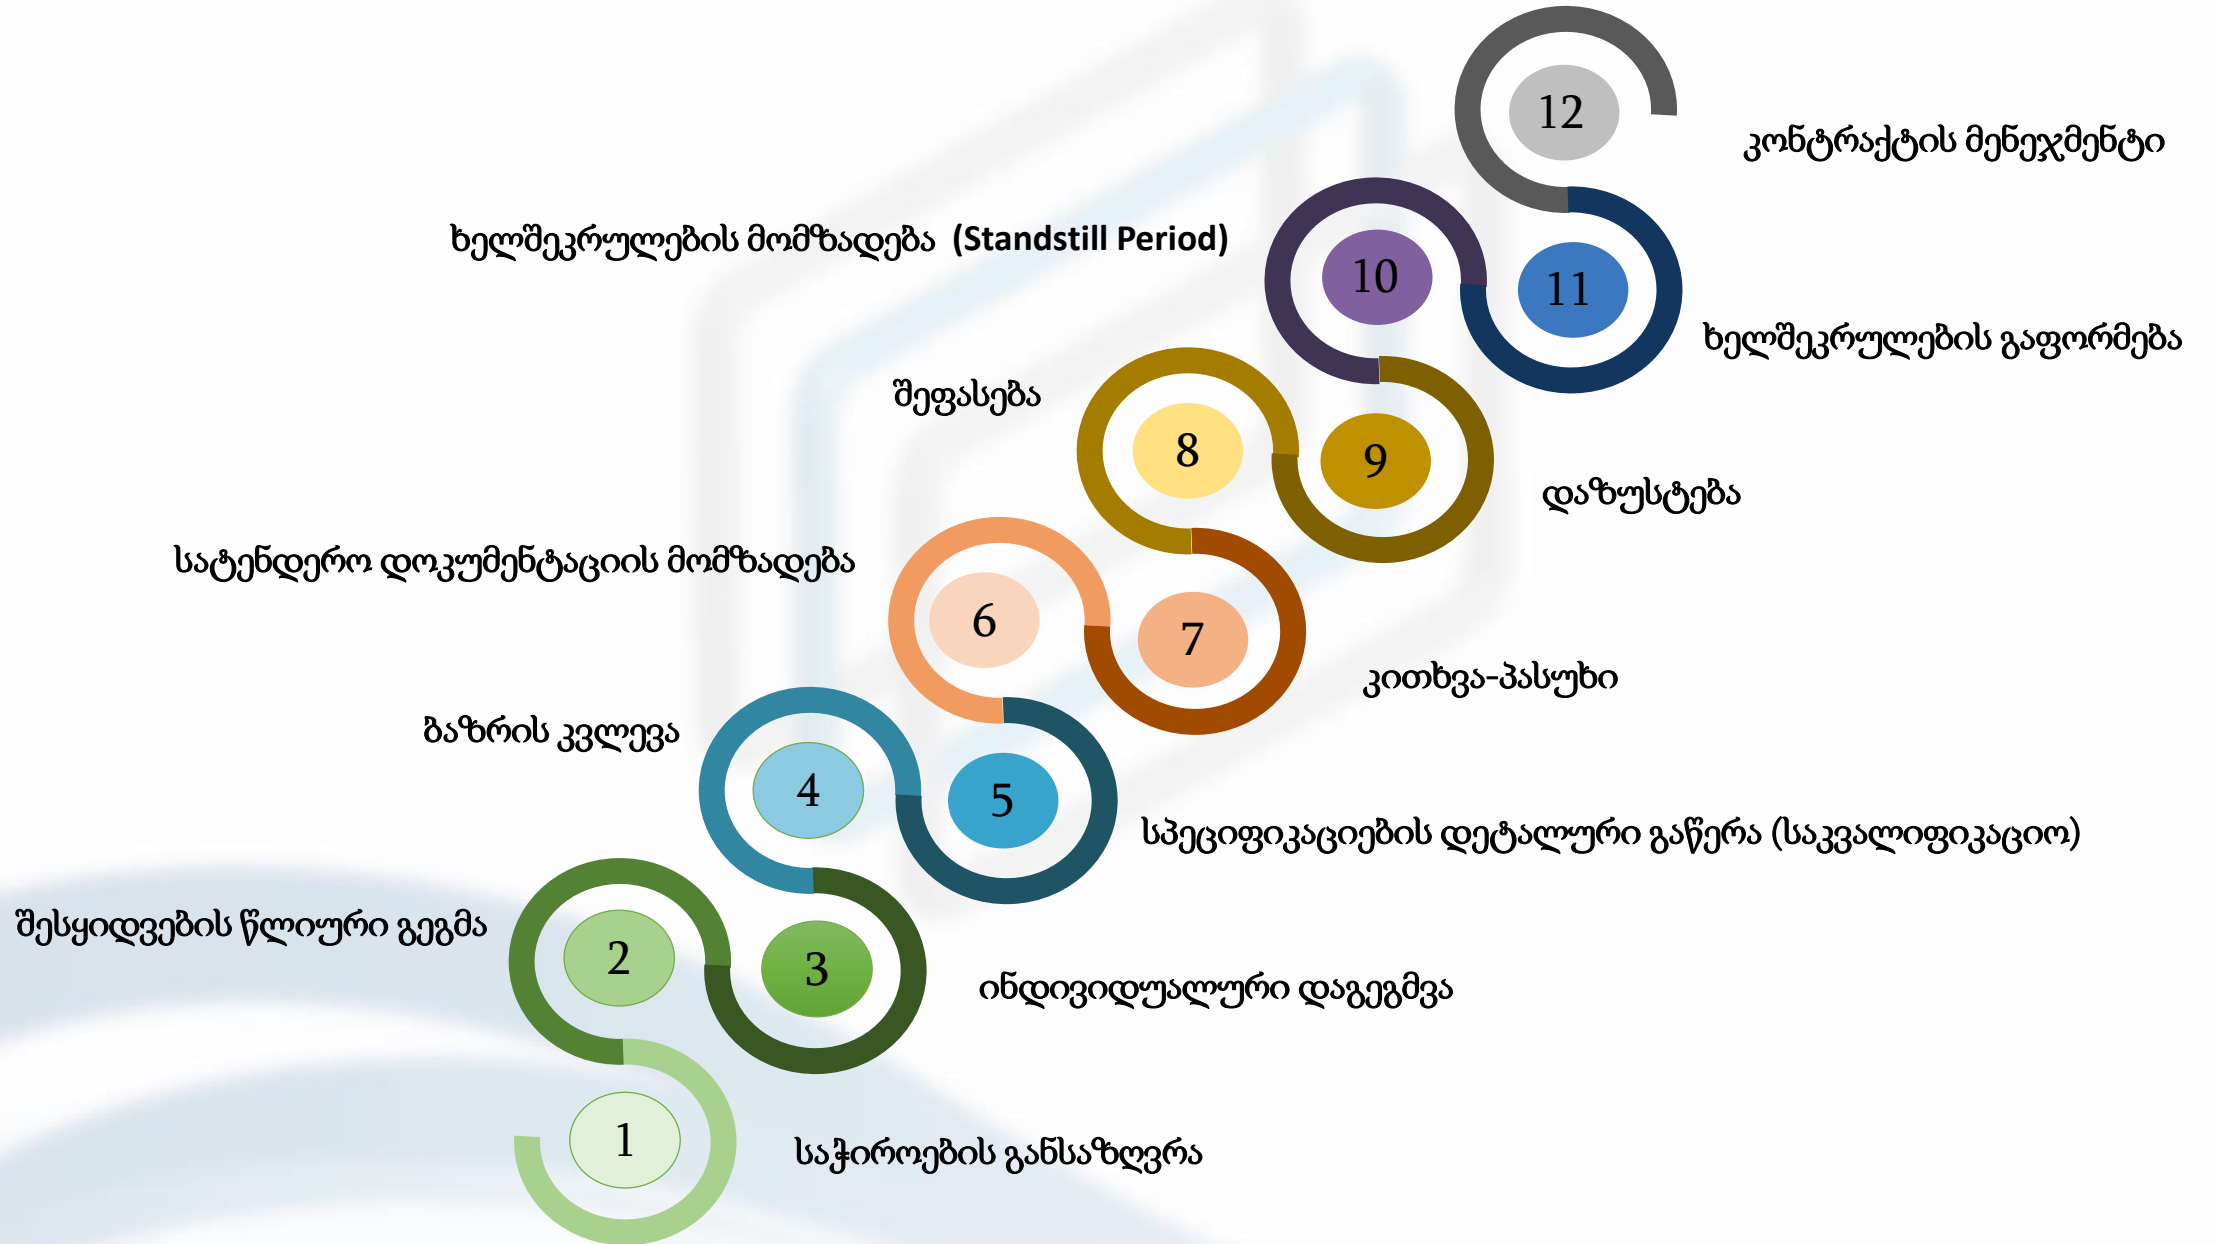 12
კონტრაქტის მენეჯმენტი
ხელშეკრულების მომზადება (Standstill Period)
10
11
ხელშეკრულების გაფორმება
შეფასება
8
9
დაზუსტება
სატენდერო დოკუმენტაციის მომზადება
6
7
კითხვა-პასუხი
ბაზრის კვლევა
4
5
სპეციფიკაციების დეტალური გაწერა (საკვალიფიკაციო)
შესყიდვების წლიური გეგმა
2
3
ინდივიდუალური დაგეგმვა
1
საჭიროების განსაზღვრა